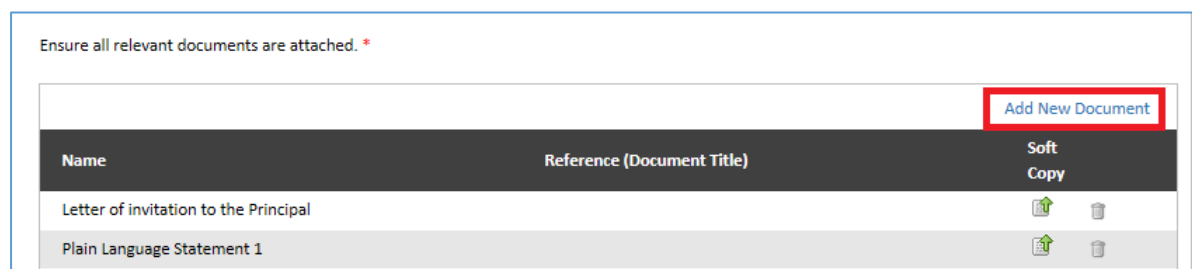 Ensure all relevant documents are attached. *
Add New Document
Name Reference (Document Title) Soft
Copy
Letter of invitation to the Principal
Plain Language Statement 1